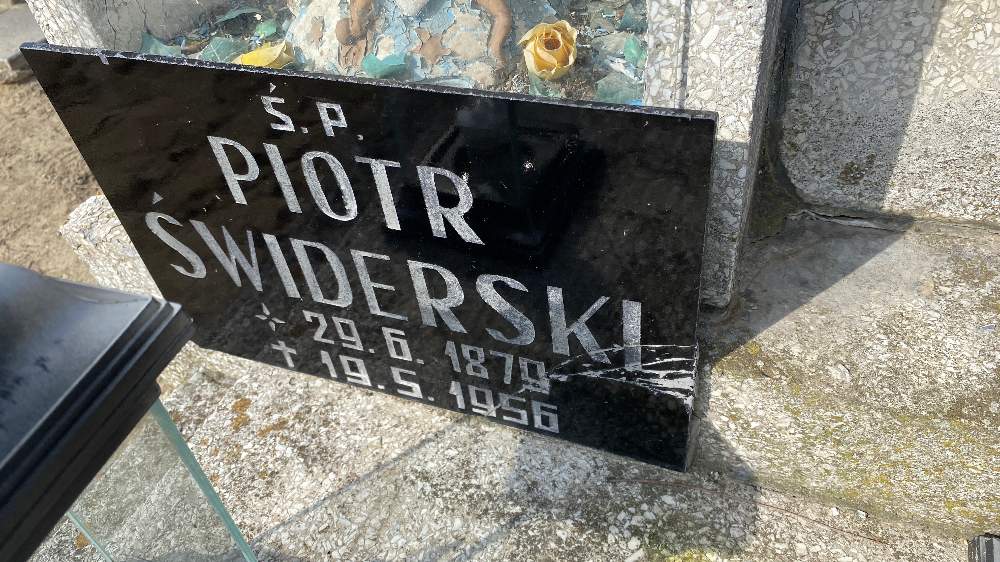 Ś. P.
PIOTR
ŚWIDERSKI
29. 6. 1879
19. 5. 1956